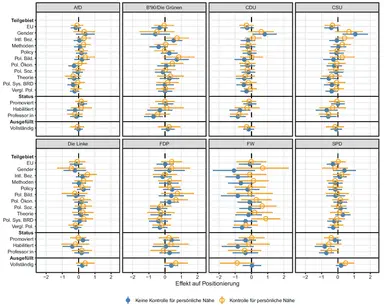 AfD
B'90/Die Grünen
CDU
CSU
Teilgebiet
EU
Gender
Inti. Bez.
Methoden
Policy
Pol. Bild.
Pol. Ökon.
Pol. Soz.
Theorie
Pol. Sys. BRD
Vergl. Pol.
Status
Promoviert
Habilitiert
Professor:in
Ausgefüllt
Vollständig
Die Linke
FDP
FW
SPD
Teilgebiet
EU
Gender
Inti. Bez.
Methoden
Policy
Pol. Bild.
Pol. Ökon.
Pol. Soz.
Theorie
Pol. Sys. BRD
Vergl. Pol.
Status
Promoviert
Habilitiert
Professor:in
Ausgefüllt
Vollständig
−2 −1 0 1 2 −2 −1 0 1 2 −2 −1 0 1 2 −2 −1 0 1 2
Effekt auf Positionierung
Keine Kontrolle für persönliche Nähe Kontrolle für persönliche Nähe